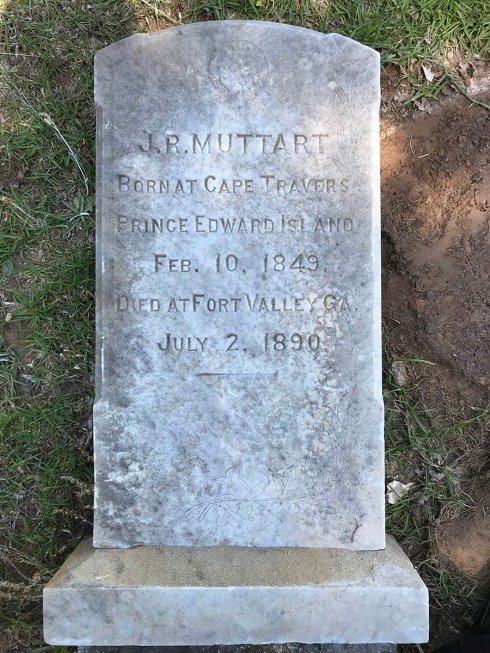 J.R. MUTTART
BORN AT CAPE TRAVERS
PRINCE EDWARD ISLAND
FEB. 10, 1849.
DIED AT FORT VALLEY, GA.
JULY 2, 1890.